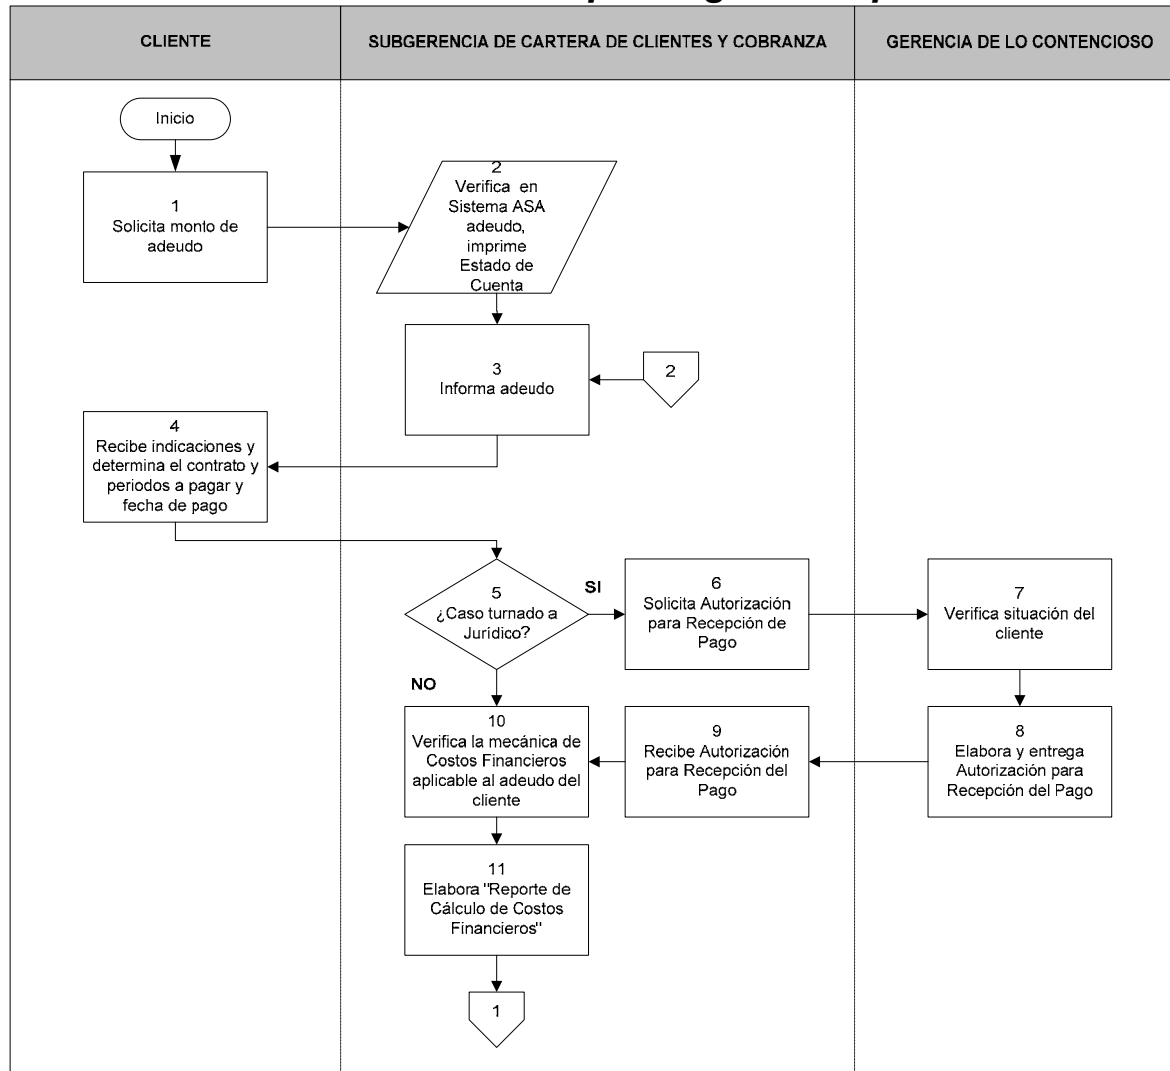 CLIENTE
SUBGERENCIA DE CARTERA DE CLIENTES Y COBRANZA
GERENCIA DE LO CONTENCIOSO
Inicio
1
Solicita monto de
adeudo
2
Verifica en
Sistema ASA
adeudo,
imprime
Estado de
Cuenta
3
Informa adeudo
2
4
Recibe indicaciones y
determina el contrato y
periodos a pagar y
fecha de pago
5
¿Caso turnado a
Jurídico?
SI
6
Solicita Autorización
para Recepción de
Pago
7
Verifica situación del
cliente
NO
8
Elabora y entrega
Autorización para
Recepción del Pago
9
Recibe Autorización
para Recepción del
Pago
10
Verifica la mecánica de
Costos Financieros
aplicable al adeudo del
cliente
11
Elabora "Reporte de
Cálculo de Costos
Financieros"
1